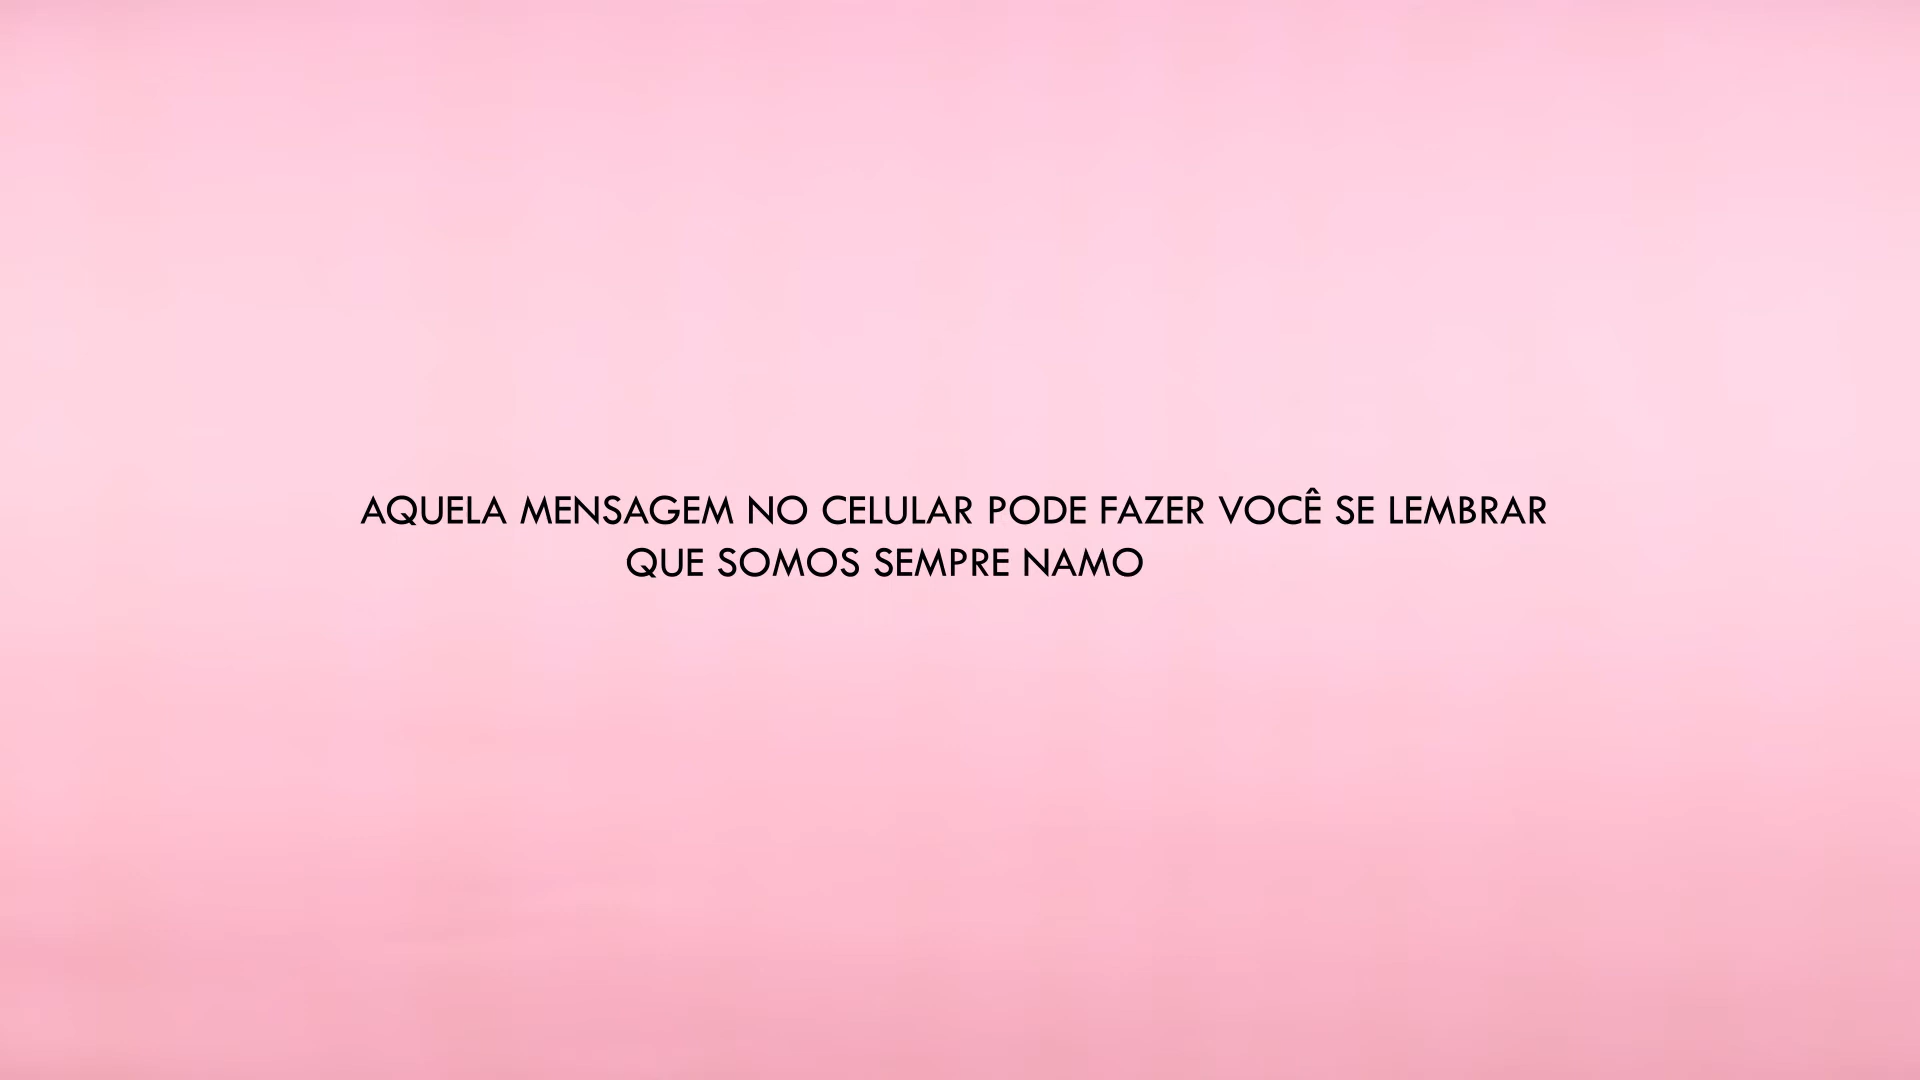 AQUELA MENSAGEM NO CELULAR PODE FAZER VOCÊ SE LEMBRAR
QUE SOMOS SEMPRE NAMO